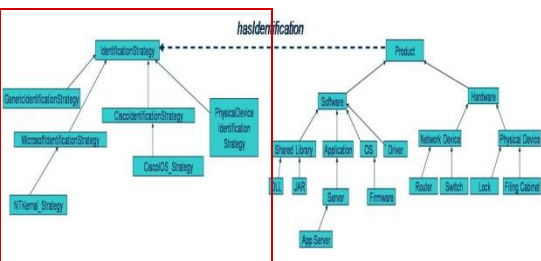 hasIdentification
IdentificationStrategy
Product
GenericIdentificationStrategy
CiscoIdentificationStrategy
PhysicalDevice
Identification
Strategy
MicrosoftIdentificationStrategy
CiscoIOS_Strategy
NTKernal_Strategy
Software
Hardware
Shared Library
Application
OS
Driver
Network Device
Physical Device
DLL
JAR
Server
Firmware
Router
Switch
Lock
Filing Cabinet
App Server